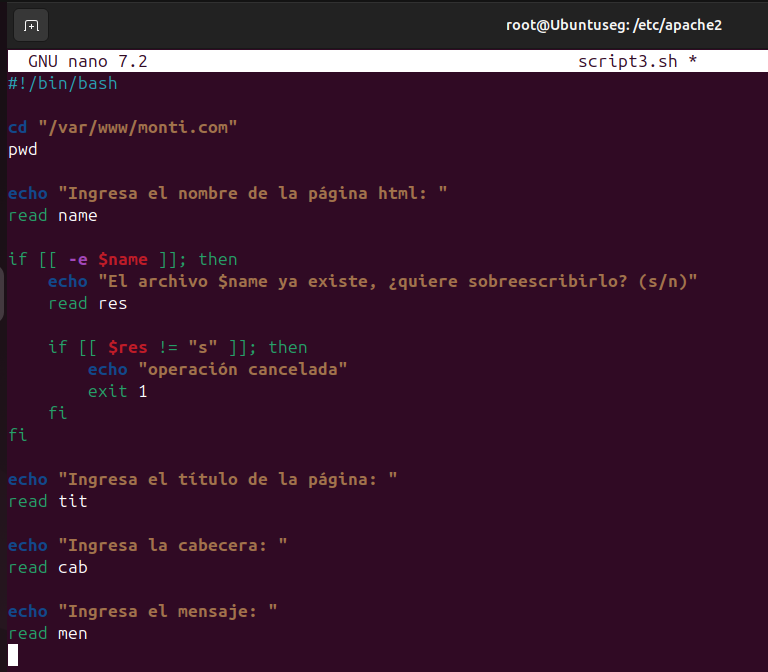 root@Ubuntuseg: /etc/apache2
GNU nano 7.2 script3.sh *
#!/bin/bash
cd "/var/www/monti.com"
pwd
echo "Ingresa el nombre de la página html: "
read name
if [[ -e $name ]]; then
    echo "El archivo $name ya existe, ¿quiere sobreescribirlo? (s/n)"
    read res
    if [[ $res != "s" ]]; then
        echo "operación cancelada"
        exit 1
    fi
fi
echo "Ingresa el título de la página: "
read tit
echo "Ingresa la cabecera: "
read cab
echo "Ingresa el mensaje: "
read men